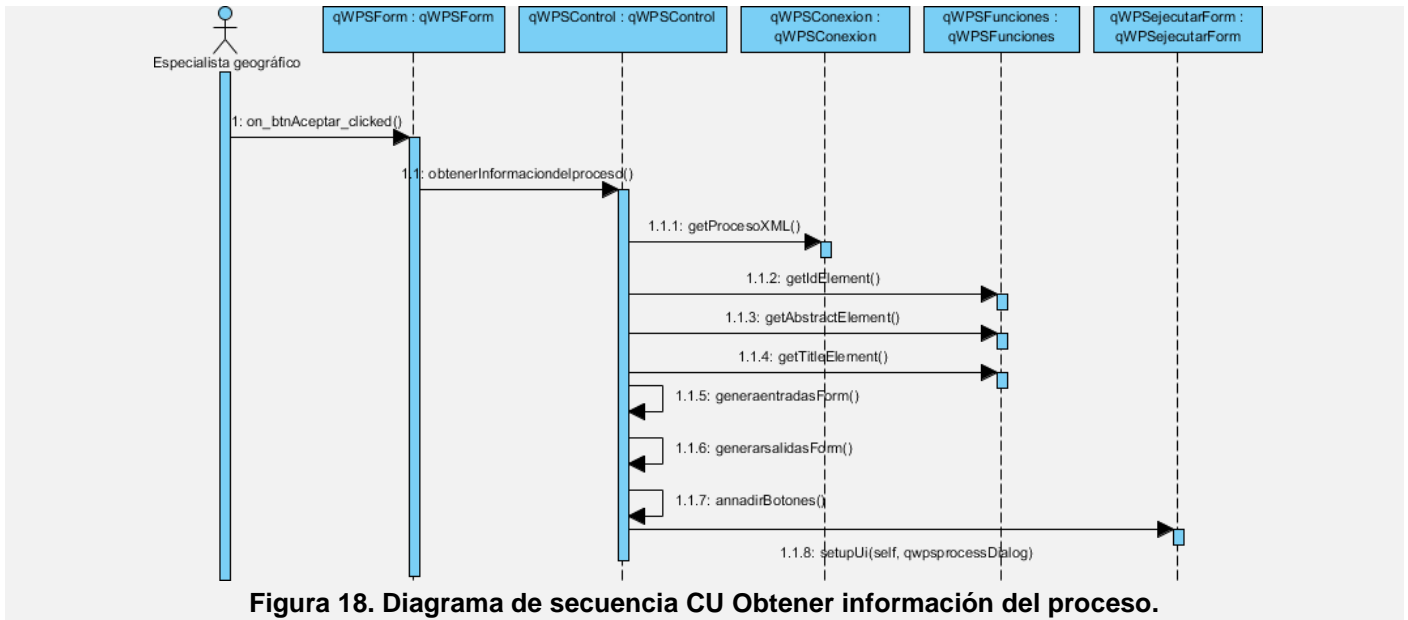 qWPSForm : qWPSForm
qWPSControl : qWPSControl
qWPSConexion :
qWPSConexion
qWPSFunciones :
qWPSFunciones
qWPSejecutarForm :
qWPSejecutarForm
Especialista geográfico
1: on_btnAceptar_clicked()
1.1: obtenerInformaciondelproceso()
1.1.1: getProcesoXML()
1.1.2: getIdElement()
1.1.3: getAbstractElement()
1.1.4: getTitleElement()
1.1.5: generaentradasForm()
1.1.6: generarsalidasForm()
1.1.7: annadirBotones()
1.1.8: setupUi(self, qwpsprocessDialog)
Figura 18. Diagrama de secuencia CU Obtener información del proceso.